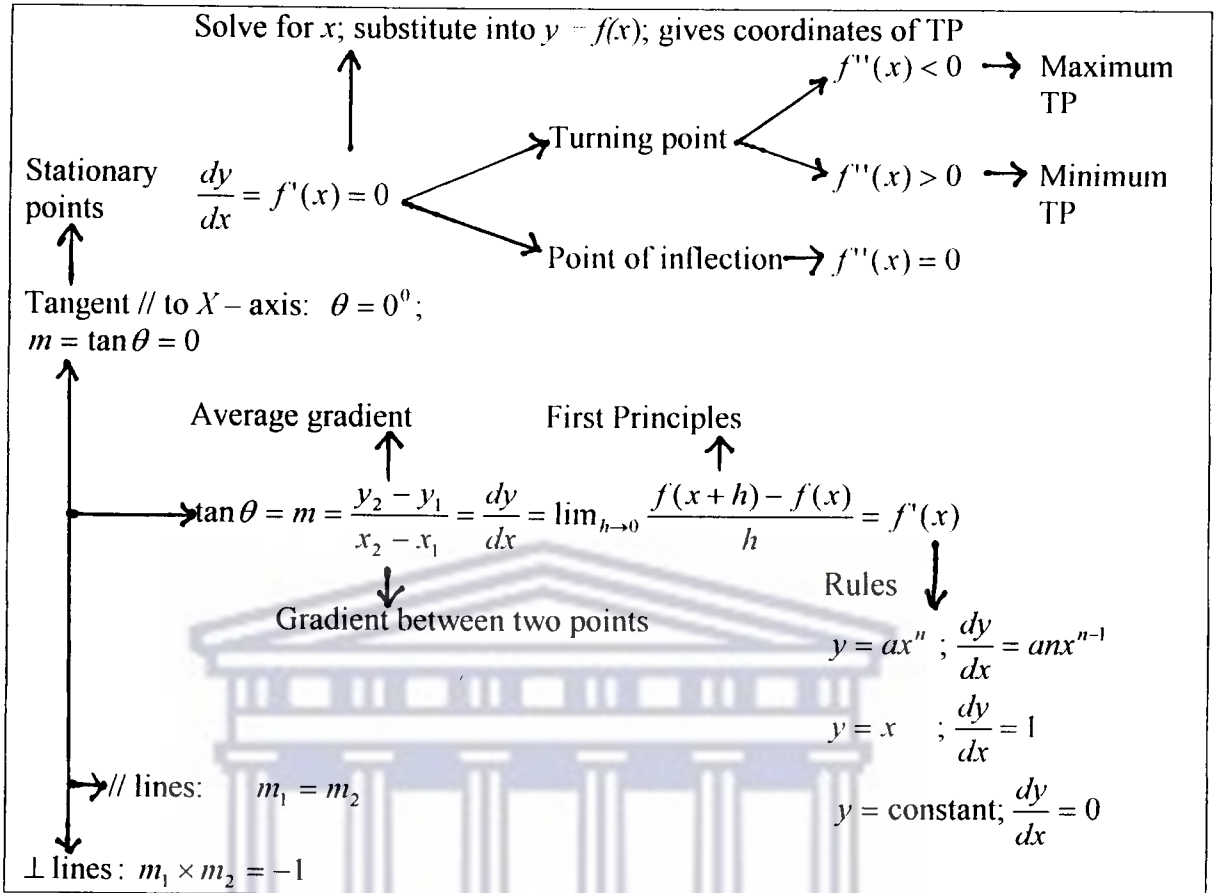 Solve for x; substitute into y = f(x); gives coordinates of TP
f''(x) < 0 → Maximum TP
Turning point
Stationary points
dy/dx = f'(x) = 0
f''(x) > 0 → Minimum TP
Point of inflection → f''(x) = 0
Tangent // to X – axis: θ = 0⁰;
m = tan θ = 0
Average gradient
First Principles
tan θ = m = (y₂ − y₁)/(x₂ − x₁) = dy/dx = lim_{h→0} (f(x + h) − f(x))/h = f'(x)
Gradient between two points
Rules
y = axⁿ ; dy/dx = anxⁿ⁻¹
y = x ; dy/dx = 1
// lines: m₁ = m₂
y = constant; dy/dx = 0
⊥ lines: m₁ × m₂ = −1